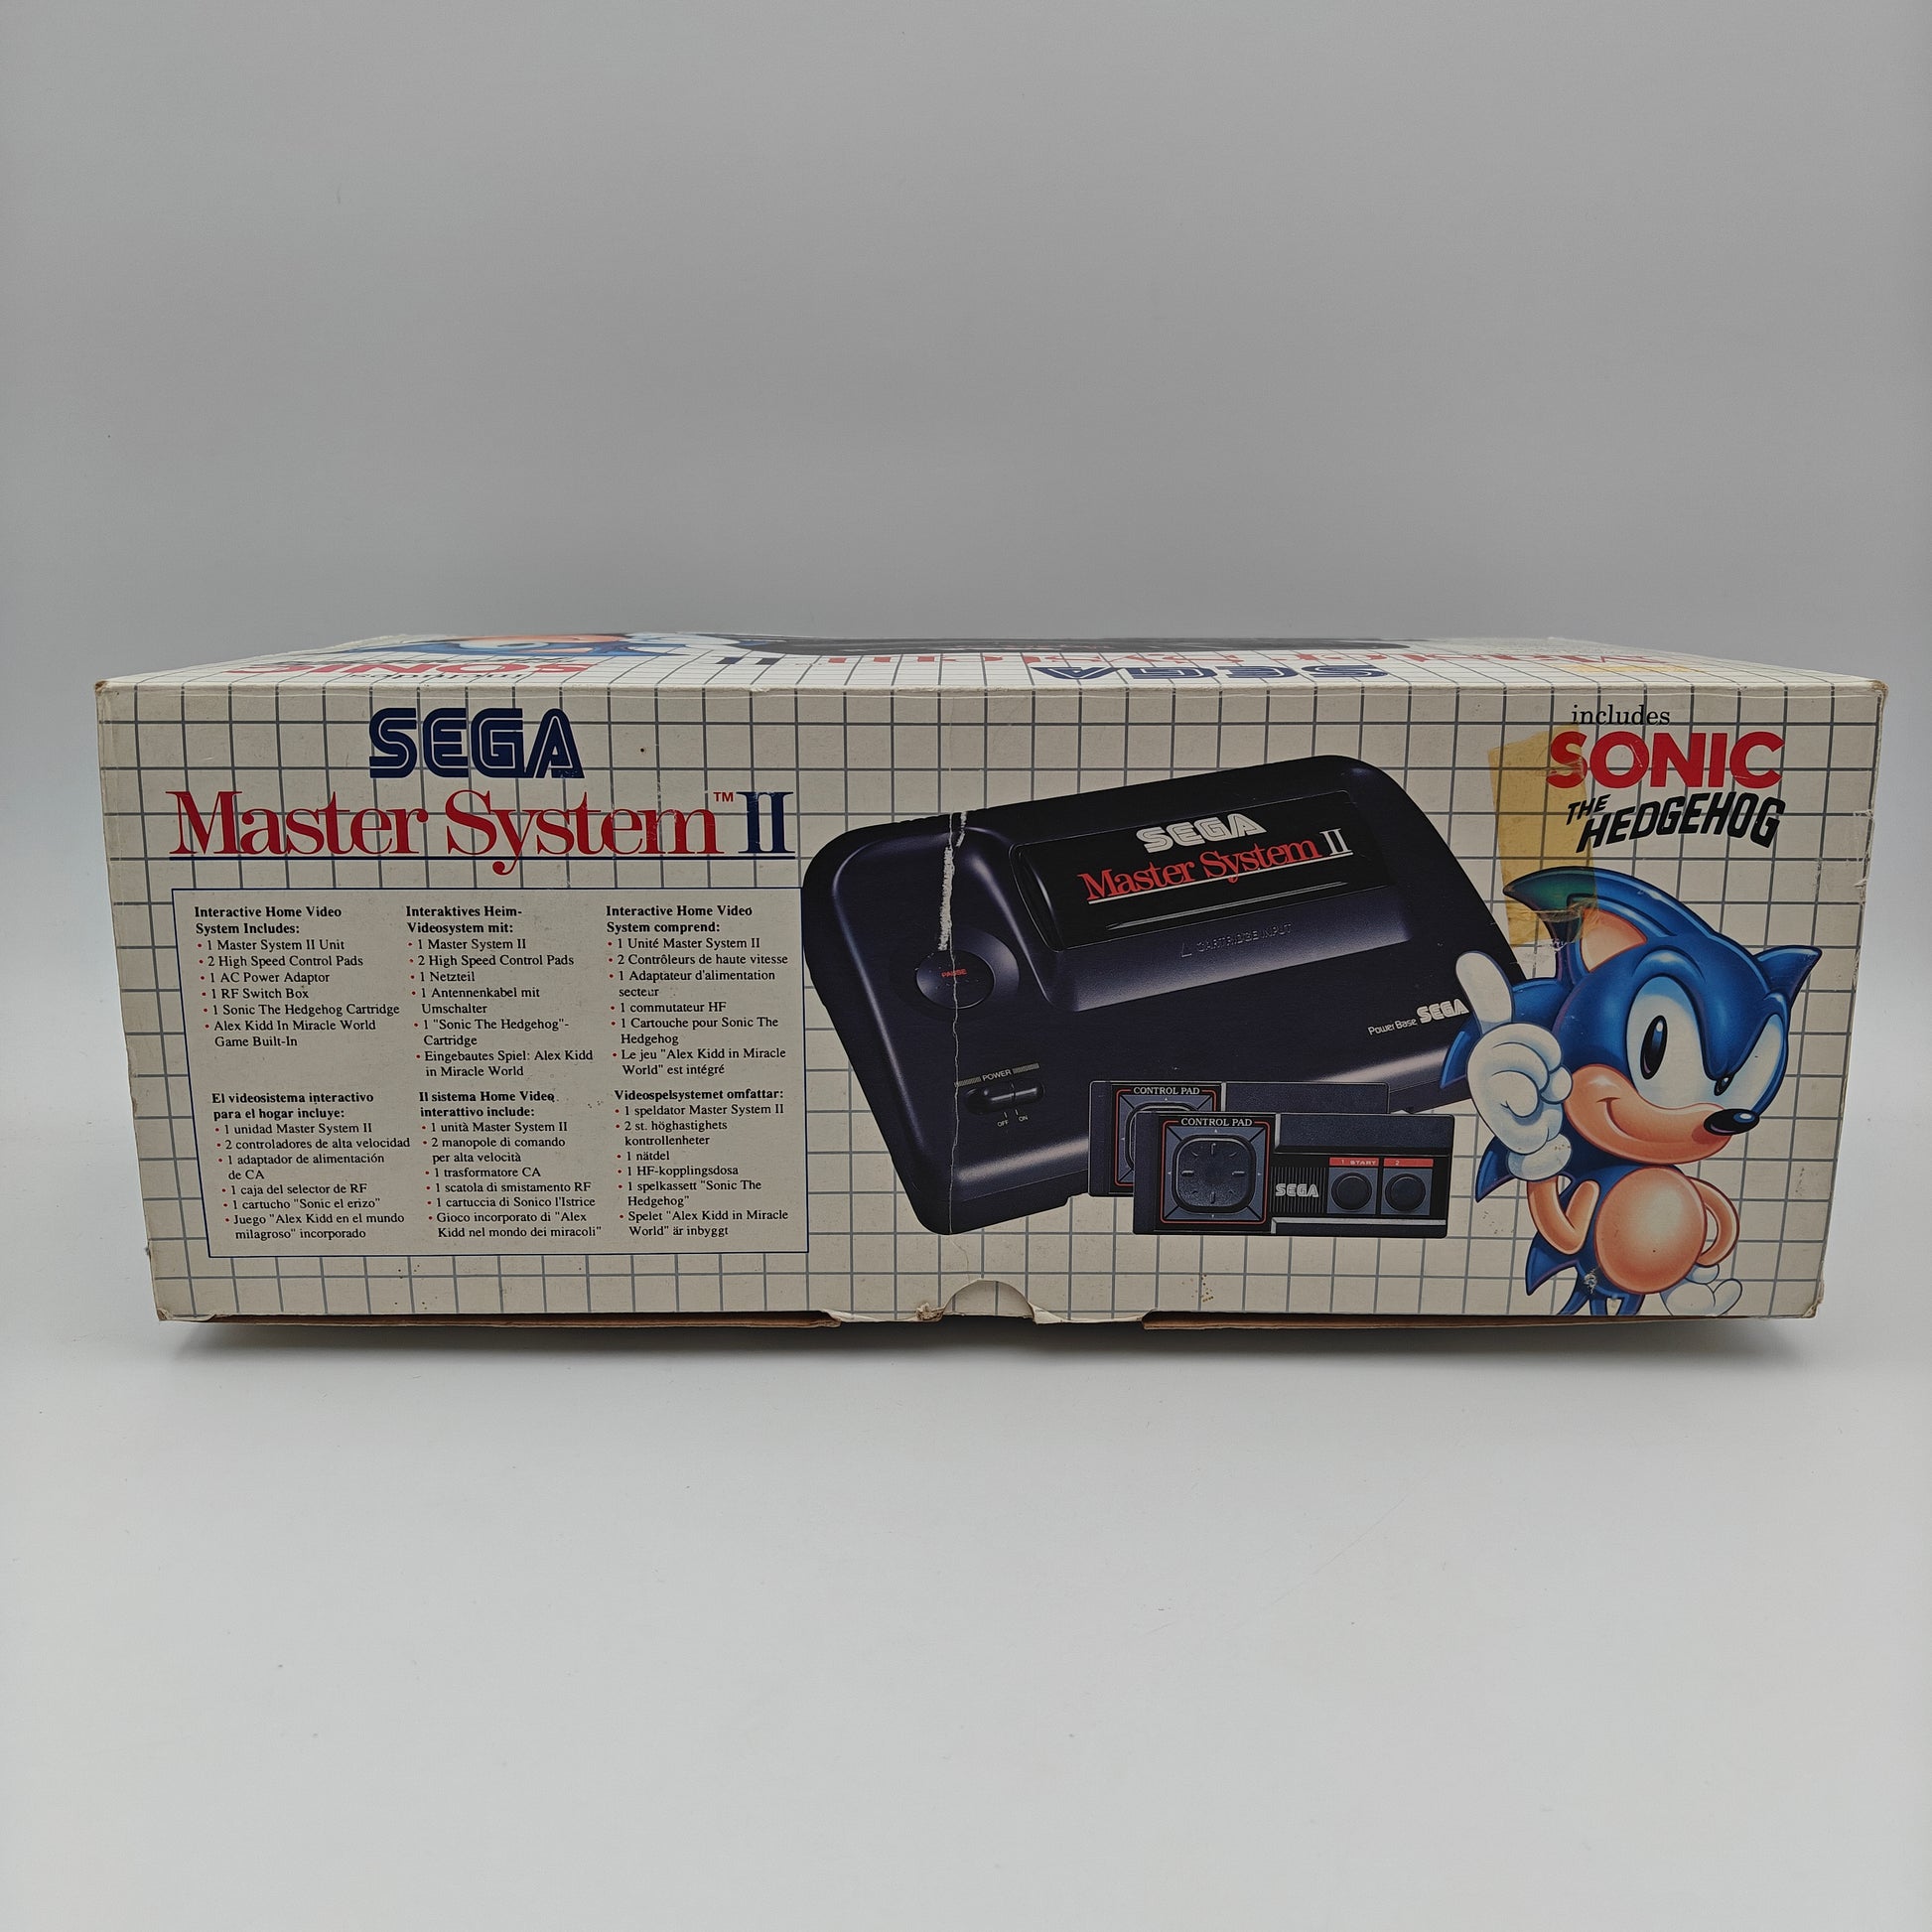 SEGA
Master System™ II
Interactive Home Video
System Includes:
• 1 Master System II Unit
• 2 High Speed Control Pads
• 1 AC Power Adaptor
• 1 RF Switch Box
• 1 Sonic The Hedgehog Cartridge
• Alex Kidd In Miracle World
Game Built-In
Interaktives Heim-
Videosystem mit:
• 1 Master System II
• 2 High Speed Control Pads
• 1 Netzteil
• 1 Antennenkabel mit
Umschalter
• 1 "Sonic The Hedgehog"-
Cartridge
• Eingebautes Spiel: Alex Kidd
in Miracle World
Interactive Home Video
System comprend:
• 1 Unité Master System II
• 2 Contrôleurs de haute vitesse
• 1 Adaptateur d'alimentation
secteur
• 1 commutateur HF
• 1 Cartouche pour Sonic The
Hedgehog
• Le jeu "Alex Kidd in Miracle
World" est intégré
El videosistema interactivo
para el hogar incluye:
• 1 unidad Master System II
• 2 controladores de alta velocidad
• 1 adaptador de alimentación
de CA
• 1 caja del selector de RF
• 1 cartucho "Sonic el erizo"
• Juego "Alex Kidd en el mundo
milagroso" incorporado
Il sistema Home Video
interattivo include:
• 1 unità Master System II
• 2 manopole di comando
per alta velocità
• 1 trasformatore CA
• 1 scatola di smistamento RF
• 1 cartuccia di Sonico l'Istrice
• Gioco incorporato di "Alex
Kidd nel mondo dei miracoli"
Videospelsystemet omfattar:
• 1 speldator Master System II
• 2 st. höghastighets
kontrollenheter
• 1 nätdel
• 1 HF-kopplingsdosa
• 1 spelkassett "Sonic The
Hedgehog"
• Spelet "Alex Kidd in Miracle
World" är inbyggt
SEGA
Master System II
CARTRIDGE INPUT
PAUSE
Power Base SEGA
POWER
OFF ON
CONTROL PAD
CONTROL PAD
SEGA
1 START 2
includes
SONIC
THE
HEDGEHOG
includes
SONIC
SEGA
Master System II